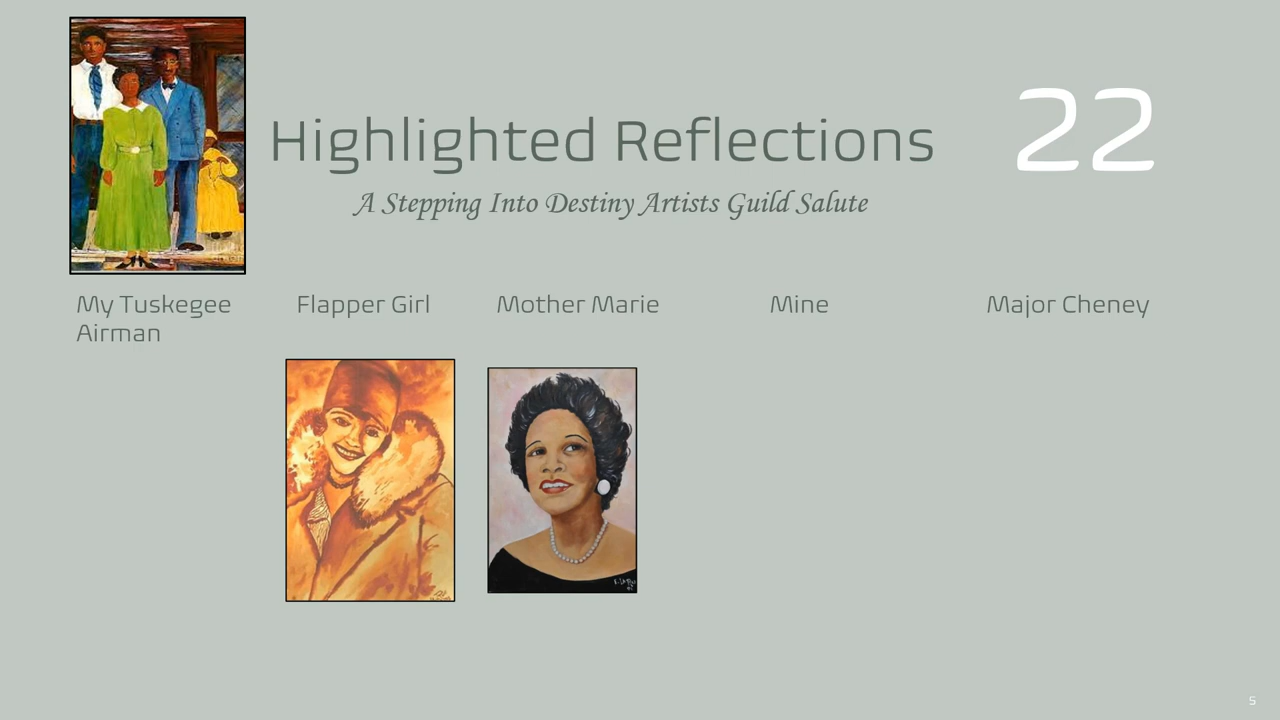 Highlighted Reflections
22
A Stepping Into Destiny Artists Guild Salute
My Tuskegee
Airman
Flapper Girl
Mother Marie
Mine
Major Cheney
5